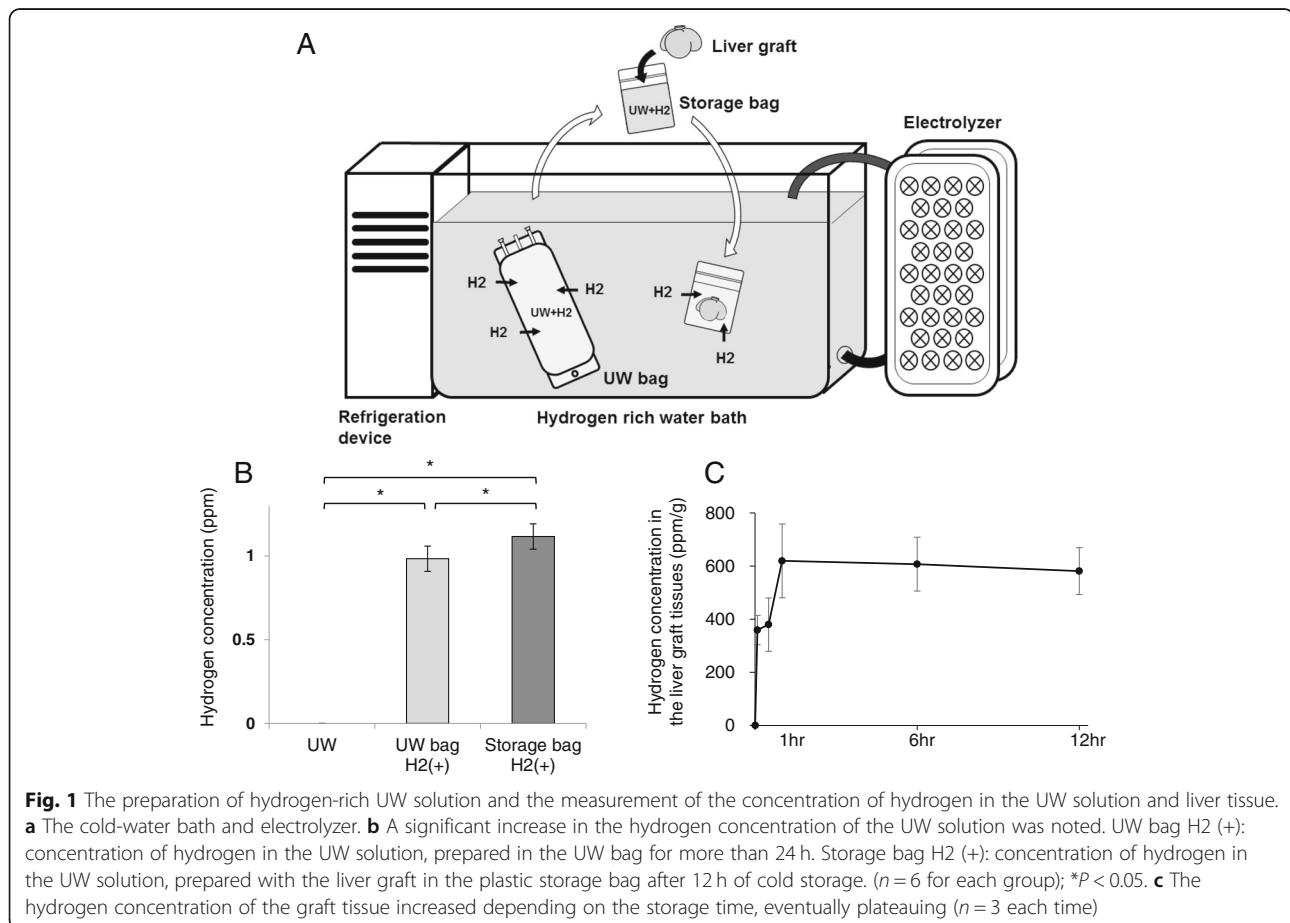 A
Liver graft
UW+H2
Storage bag
Electrolyzer
H2
H2
H2
UW+H2
H2
H2
UW bag
Refrigeration
device
Hydrogen rich water bath
B
Hydrogen concentration (ppm)
*
*
*
1
0.5
0
UW
UW bag
H2(+)
Storage bag
H2(+)
C
Hydrogen concentration in
the liver graft tissues (ppm/g)
800
600
400
200
0
1hr
6hr
12hr
Fig. 1 The preparation of hydrogen-rich UW solution and the measurement of the concentration of hydrogen in the UW solution and liver tissue.
a The cold-water bath and electrolyzer. b A significant increase in the hydrogen concentration of the UW solution was noted. UW bag H2 (+):
concentration of hydrogen in the UW solution, prepared in the UW bag for more than 24 h. Storage bag H2 (+): concentration of hydrogen in
the UW solution, prepared with the liver graft in the plastic storage bag after 12 h of cold storage. (n = 6 for each group); *P < 0.05. c The
hydrogen concentration of the graft tissue increased depending on the storage time, eventually plateauing (n = 3 each time)